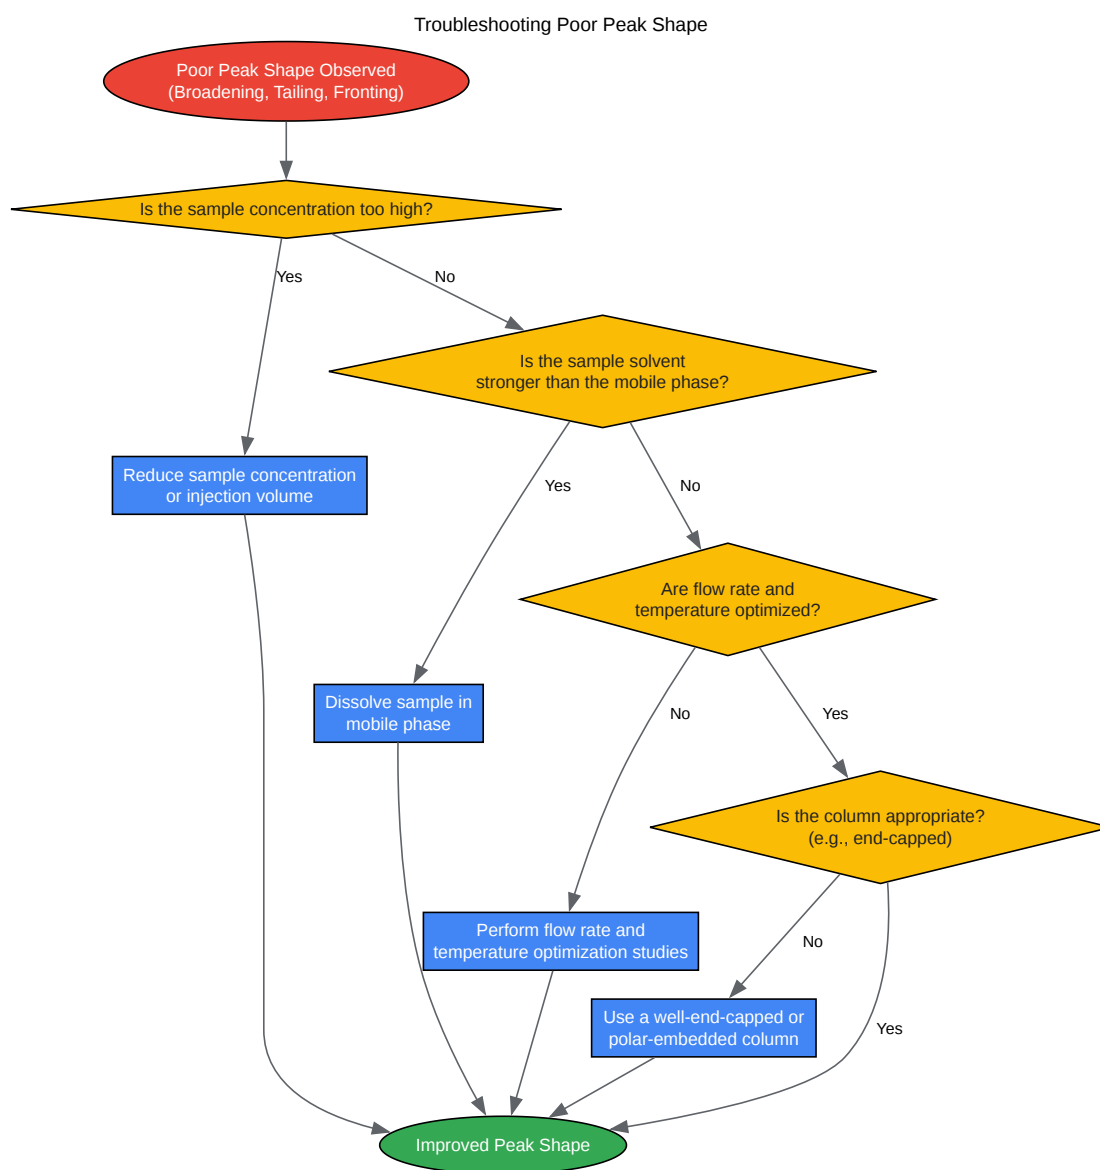 Troubleshooting Poor Peak Shape
Poor Peak Shape Observed
(Broadening, Tailing, Fronting)
Is the sample concentration too high?
Yes
No
Is the sample solvent
stronger than the mobile phase?
Reduce sample concentration
or injection volume
Yes
No
Are flow rate and
temperature optimized?
Dissolve sample in
mobile phase
No
Yes
Is the column appropriate?
(e.g., end-capped)
Perform flow rate and
temperature optimization studies
No
Use a well-end-capped or
polar-embedded column
Yes
Improved Peak Shape